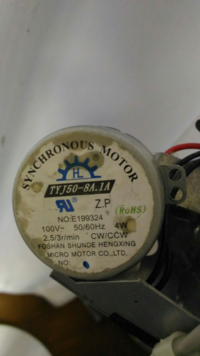 SYNCHRONOUS MOTOR
HL
TYJ50-8A.1A
Z.P
(RoHS)
NO:E199324
100V~ 50/60Hz 4W
2.5/3r/min CW/CCW
FOSHAN SHUNDE HENGXING
MICRO MOTOR CO.,LTD.
NO: